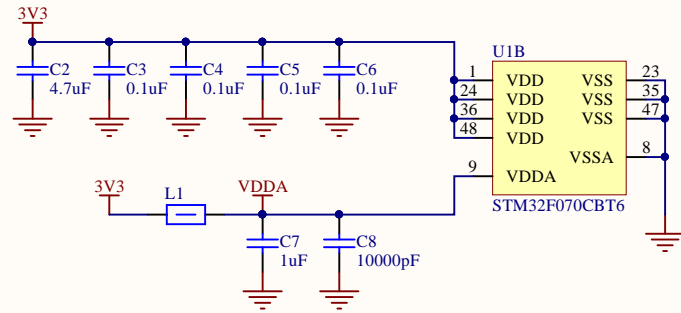 3V3
C2
4.7uF
C3
0.1uF
C4
0.1uF
C5
0.1uF
C6
0.1uF
U1B
1 VDD VSS 23
24 VDD VSS 35
36 VDD VSS 47
48 VDD
VSSA 8
9 VDDA
STM32F070CBT6
3V3
L1
VDDA
C7
1uF
C8
10000pF